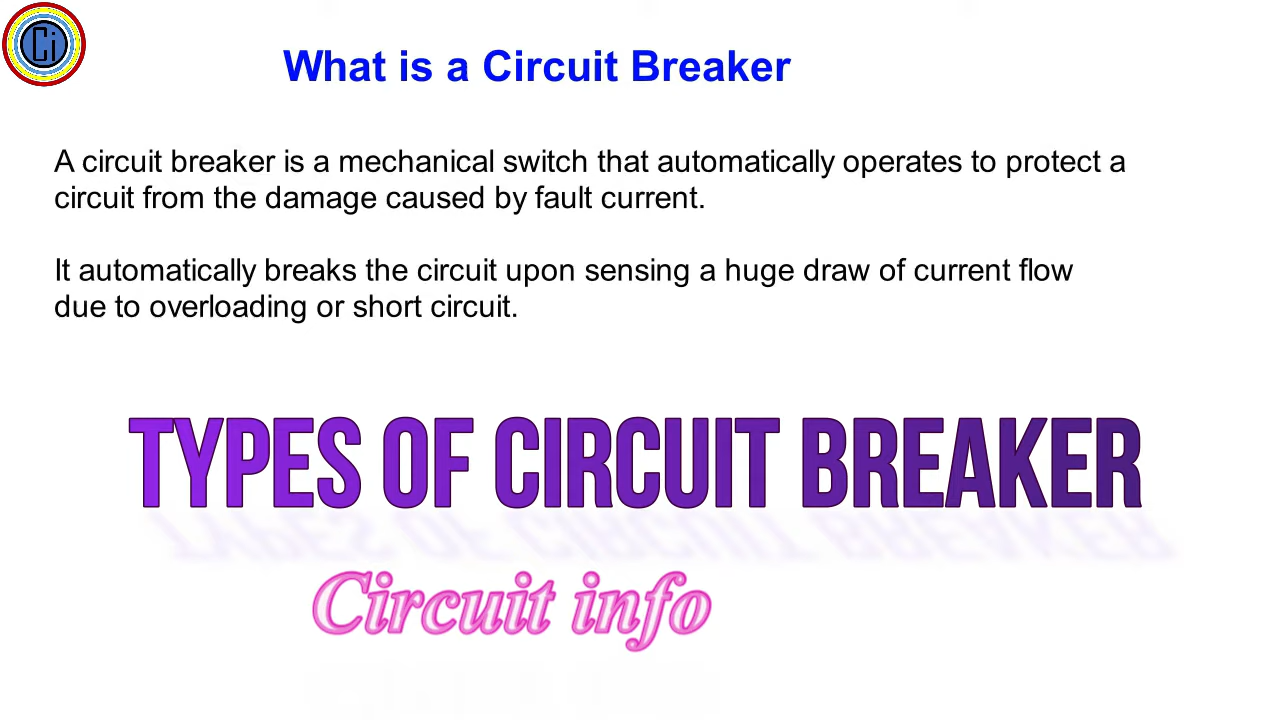 Ci
What is a Circuit Breaker
A circuit breaker is a mechanical switch that automatically operates to protect a
circuit from the damage caused by fault current.
It automatically breaks the circuit upon sensing a huge draw of current flow
due to overloading or short circuit.
TYPES OF CIRCUIT BREAKER
Circuit info